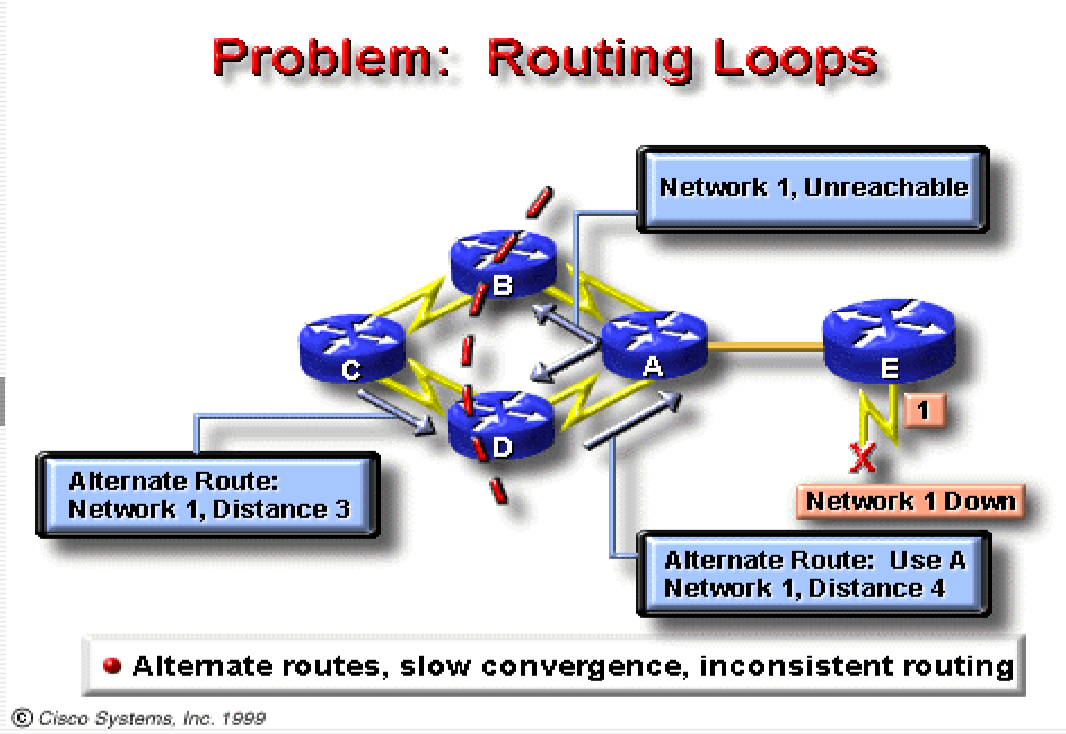 Problem: Routing Loops
Network 1, Unreachable
B
C
A
E
D
1
X
Alternate Route:
Network 1, Distance 3
Network 1 Down
Alternate Route: Use A
Network 1, Distance 4
Alternate routes, slow convergence, inconsistent routing
© Cisco Systems, Inc. 1999